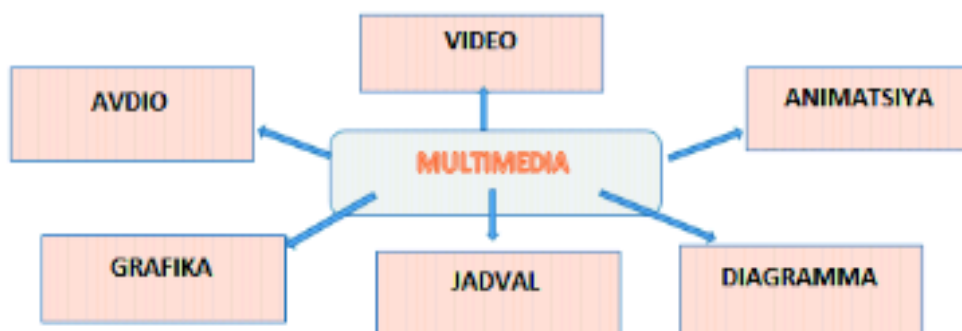 VIDEO
AVDIO
ANIMATSIYA
MULTIMEDIA
GRAFIKA
JADVAL
DIAGRAMMA